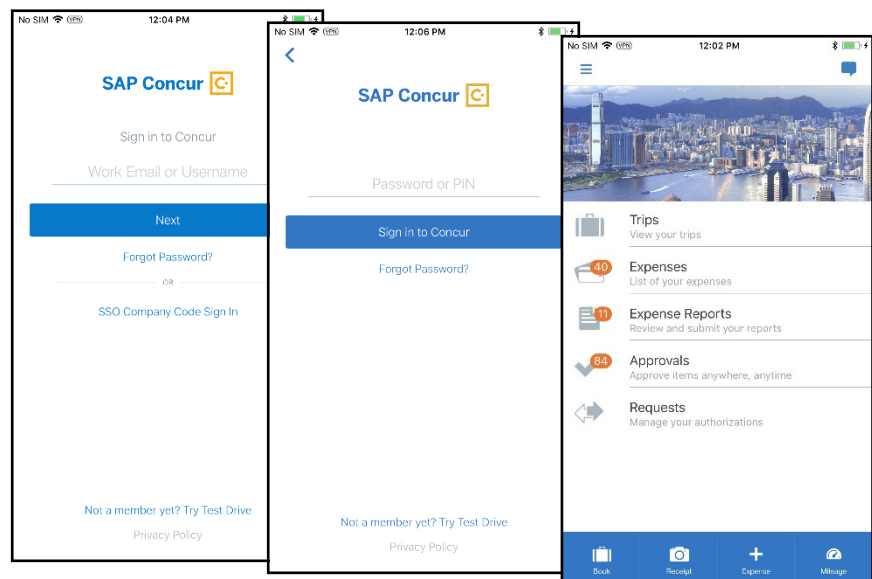 No SIM VPN 12:04 PM
SAP Concur C
Sign in to Concur
Work Email or Username
Next
Forgot Password?
OR
SSO Company Code Sign In
Not a member yet? Try Test Drive
Privacy Policy
No SIM VPN 12:06 PM
SAP Concur C
Password or PIN
Sign in to Concur
Forgot Password?
Not a member yet? Try Test Drive
Privacy Policy
No SIM VPN 12:02 PM
Trips
View your trips
40
Expenses
List of your expenses
11
Expense Reports
Review and submit your reports
84
Approvals
Approve items anywhere, anytime
Requests
Manage your authorizations
Book Receipt Expense Mileage